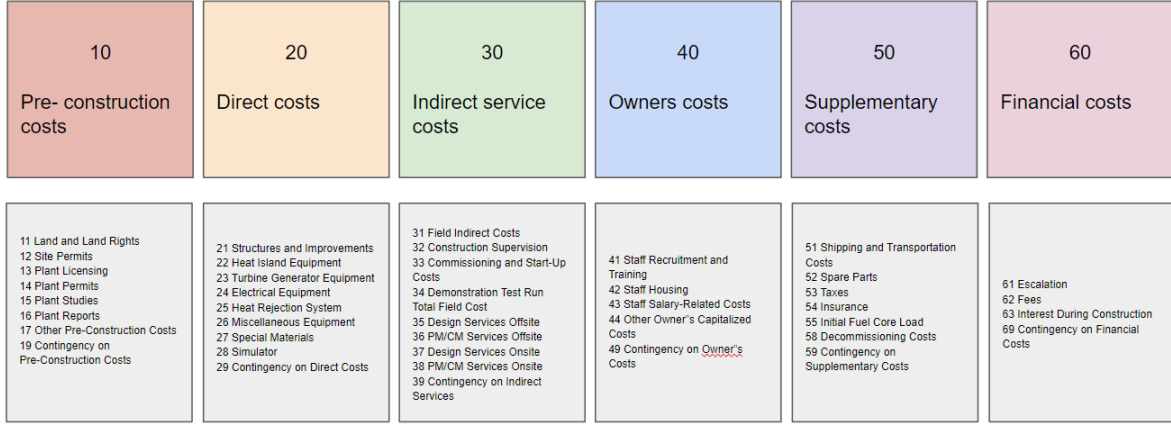 10
Pre- construction
costs
20
Direct costs
30
Indirect service
costs
40
Owners costs
50
Supplementary
costs
60
Financial costs
11 Land and Land Rights
12 Site Permits
13 Plant Licensing
14 Plant Permits
15 Plant Studies
16 Plant Reports
17 Other Pre-Construction Costs
19 Contingency on
Pre-Construction Costs
21 Structures and Improvements
22 Heat Island Equipment
23 Turbine Generator Equipment
24 Electrical Equipment
25 Heat Rejection System
26 Miscellaneous Equipment
27 Special Materials
28 Simulator
29 Contingency on Direct Costs
31 Field Indirect Costs
32 Construction Supervision
33 Commissioning and Start-Up
Costs
34 Demonstration Test Run
Total Field Cost
35 Design Services Offsite
36 PM/CM Services Offsite
37 Design Services Onsite
38 PM/CM Services Onsite
39 Contingency on Indirect
Services
41 Staff Recruitment and
Training
42 Staff Housing
43 Staff Salary-Related Costs
44 Other Owner"s Capitalized
Costs
49 Contingency on Owner"s
Costs
51 Shipping and Transportation
Costs
52 Spare Parts
53 Taxes
54 Insurance
55 Initial Fuel Core Load
58 Decommissioning Costs
59 Contingency on
Supplementary Costs
61 Escalation
62 Fees
63 Interest During Construction
69 Contingency on Financial
Costs